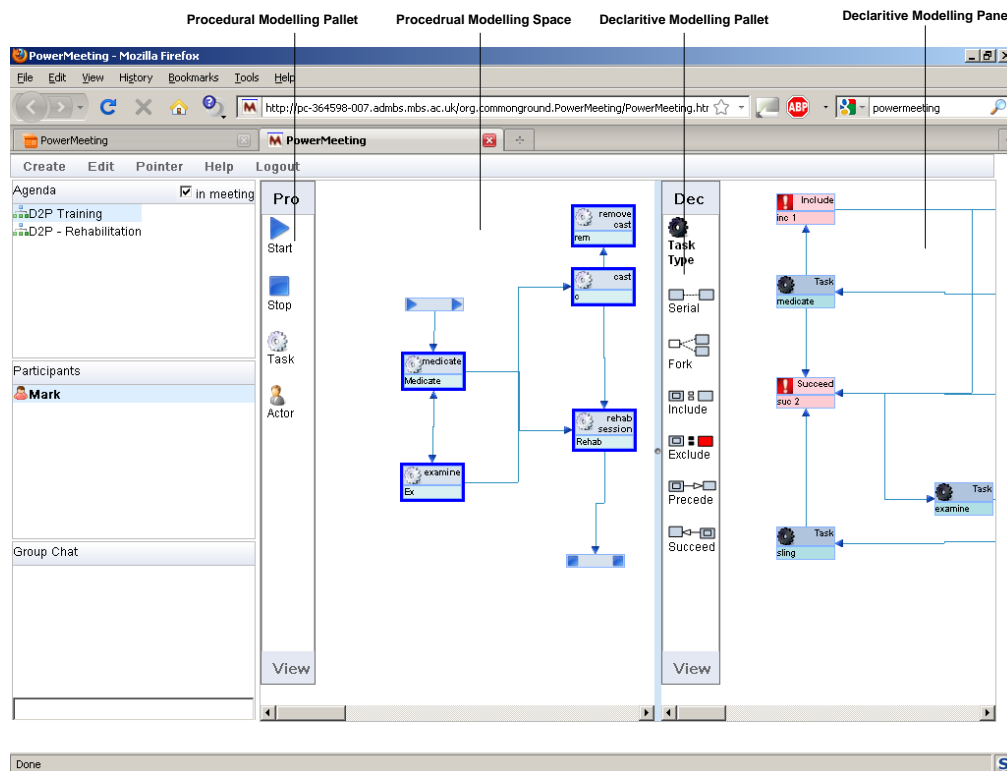 Procedural Modelling Pallet
Procedrual Modelling Space
Declaritive Modelling Pallet
Declaritive Modelling Pane
PowerMeeting - Mozilla Firefox
File Edit View History Bookmarks Tools Help
http://pc-364598-007.admbs.mbs.ac.uk/org.commonground.PowerMeeting/PowerMeeting.htr
ABP
powermeeting
PowerMeeting
PowerMeeting
Create Edit Pointer Help Logout
Agenda
in meeting
D2P Training
D2P - Rehabilitation
Participants
Mark
Group Chat
Pro
Start
Stop
Task
Actor
View
remove
cast
rem
cast
c
medicate
Medicate
rehab
session
Rehab
examine
Ex
Dec
Task
Type
Serial
Fork
Include
Exclude
Precede
Succeed
View
Include
inc 1
Task
medicate
Succeed
suc 2
Task
examine
Task
sling
Done